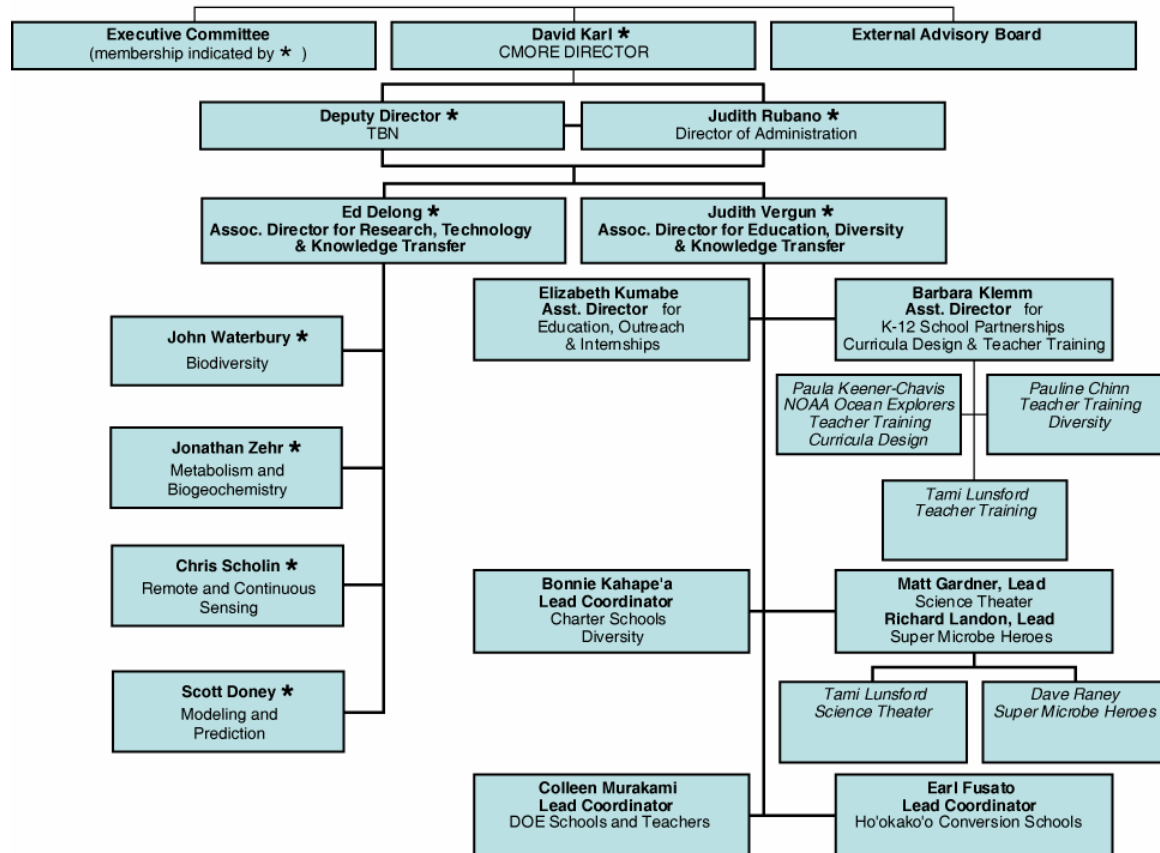 Executive Committee
(membership indicated by * )
David Karl *
CMORE DIRECTOR
External Advisory Board
Deputy Director *
TBN
Judith Rubano *
Director of Administration
Ed Delong *
Assoc. Director for Research, Technology
& Knowledge Transfer
Judith Vergun *
Assoc. Director for Education, Diversity
& Knowledge Transfer
John Waterbury *
Biodiversity
Jonathan Zehr *
Metabolism and
Biogeochemistry
Chris Scholin *
Remote and Continuous
Sensing
Scott Doney *
Modeling and
Prediction
Elizabeth Kumabe
Asst. Director for
Education, Outreach
& Internships
Barbara Klemm
Asst. Director for
K-12 School Partnerships
Curricula Design & Teacher Training
Paula Keener-Chavis
NOAA Ocean Explorers
Teacher Training
Curricula Design
Pauline Chinn
Teacher Training
Diversity
Tami Lunsford
Teacher Training
Bonnie Kahape'a
Lead Coordinator
Charter Schools
Diversity
Matt Gardner, Lead
Science Theater
Richard Landon, Lead
Super Microbe Heroes
Tami Lunsford
Science Theater
Dave Raney
Super Microbe Heroes
Colleen Murakami
Lead Coordinator
DOE Schools and Teachers
Earl Fusato
Lead Coordinator
Ho'okako'o Conversion Schools